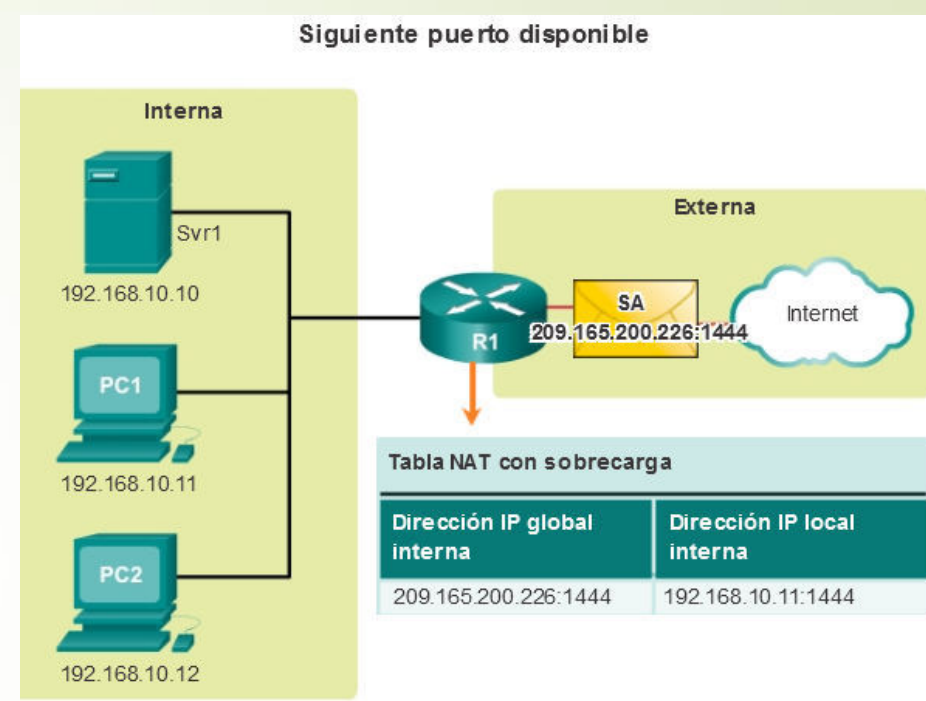 Siguiente puerto disponible
Interna
Svr1
192.168.10.10
PC1
192.168.10.11
PC2
192.168.10.12
R1
Externa
SA
209.165.200.226:1444
Internet
Tabla NAT con sobrecarga
Dirección IP global
interna
Dirección IP local
interna
209.165.200.226:1444
192.168.10.11:1444